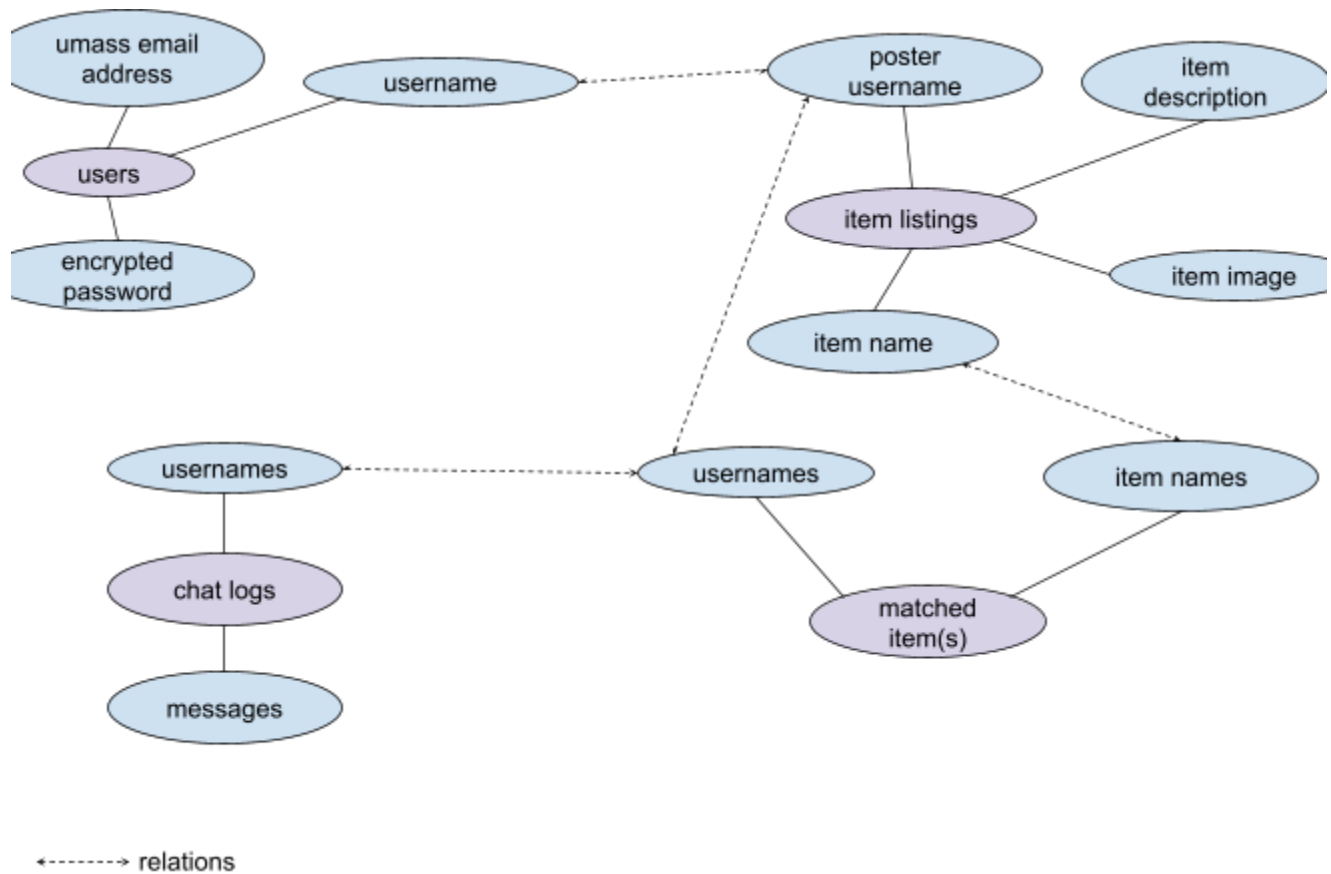 umass email
address
username
poster
username
item
description
users
item listings
encrypted
password
item image
item name
usernames
usernames
item names
chat logs
matched
item(s)
messages
relations